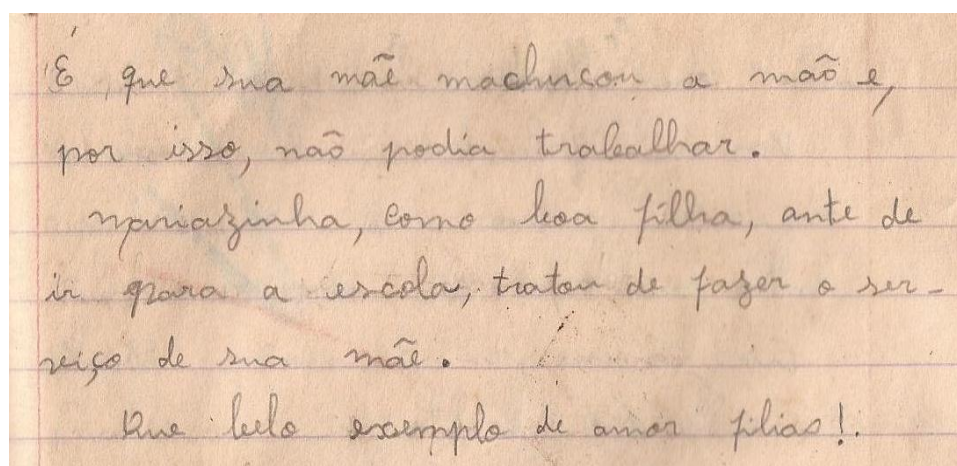 É que sua mãe machucou a mão e,
por isso, não podia trabalhar.
Mariazinha, como boa filha, ante de
ir para a escola, tratou de fazer o ser-
viço de sua mãe.
Que belo exemplo de amor filias!.